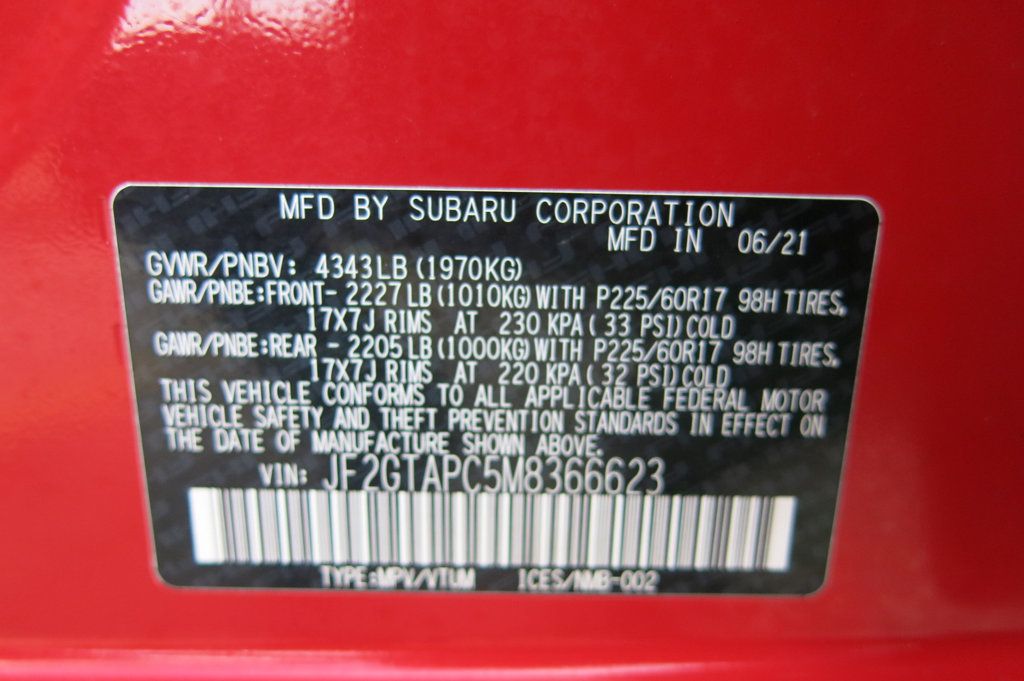 MFD BY SUBARU CORPORATION
MFD IN 06/21
GVWR/PNBV: 4343LB (1970KG)
GAWR/PNBE:FRONT- 2227LB(1010KG)WITH P225/60R17 98H TIRES,
17X7J RIMS AT 230 KPA( 33 PSI)COLD
GAWR/PNBE:REAR - 2205LB(1000KG)WITH P225/60R17 98H TIRES,
17X7J RIMS AT 220 KPA( 32 PSI)COLD
THIS VEHICLE CONFORMS TO ALL APPLICABLE FEDERAL MOTOR
VEHICLE SAFETY AND THEFT PREVENTION STANDARDS IN EFFECT ON
THE DATE OF MANUFACTURE SHOWN ABOVE.
VIN: JF2GTAPC5M8366623
TYPE:MPV/VTUM ICES/NMB-002